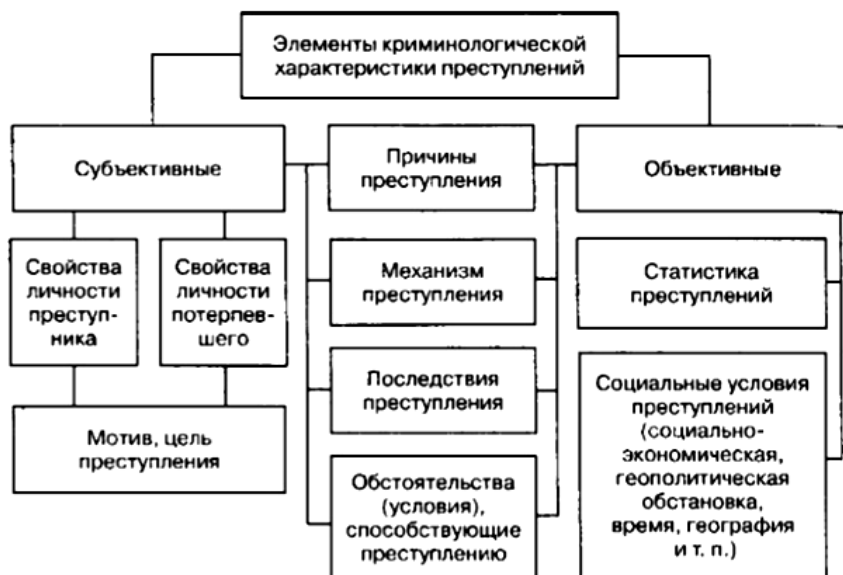 Элементы криминологической
характеристики преступлений
Субъективные
Причины
преступления
Объективные
Свойства
личности
преступ-
ника
Свойства
личности
потерпев-
шего
Механизм
преступления
Статистика
преступлений
Последствия
преступления
Мотив, цель
преступления
Обстоятельства
(условия),
способствующие
преступлению
Социальные условия
преступлений
(социально-
экономическая,
геополитическая
обстановка,
время, география
и т. п.)